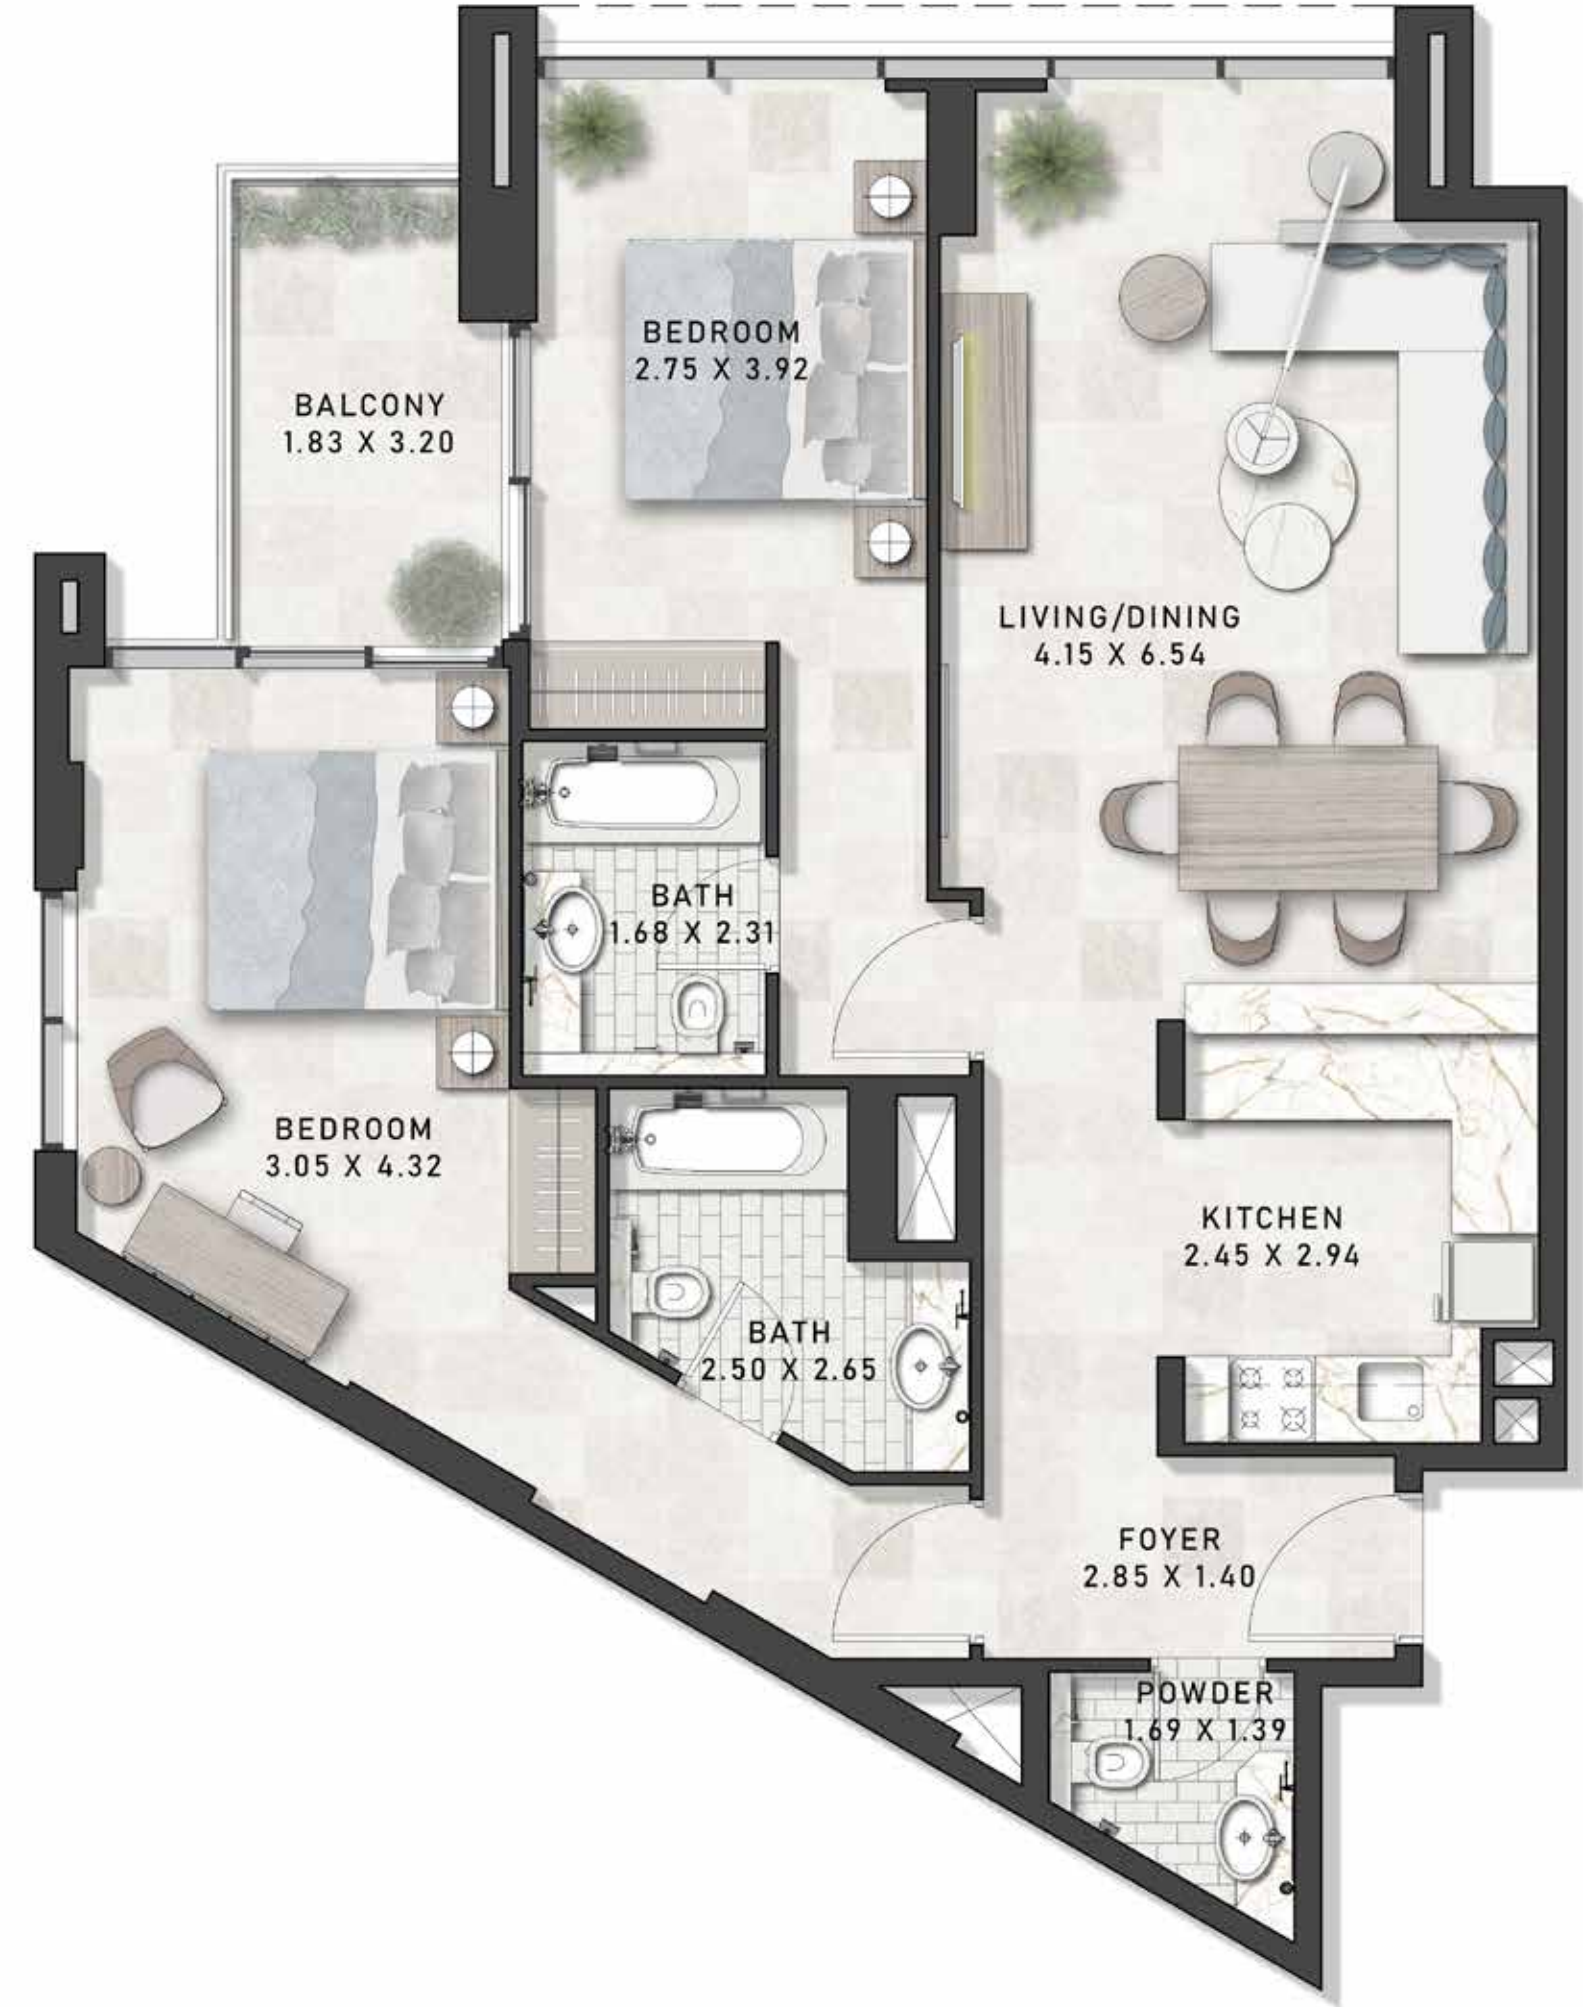 BEDROOM
2.75 X 3.92
BALCONY
1.83 X 3.20
LIVING/DINING
4.15 X 6.54
BATH
1.68 X 2.31
BEDROOM
3.05 X 4.32
KITCHEN
2.45 X 2.94
BATH
2.50 X 2.65
FOYER
2.85 X 1.40
POWDER
1.69 X 1.39